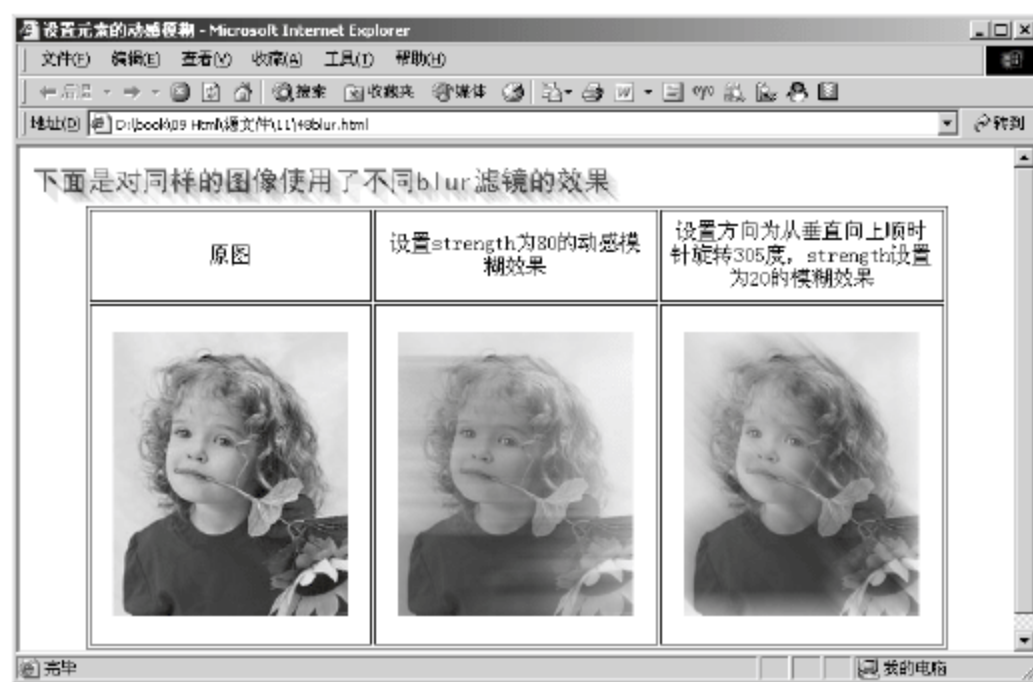 设置元素的动感模糊 - Microsoft Internet Explorer
文件(F) 编辑(E) 查看(V) 收藏(A) 工具(T) 帮助(H)
后退 搜索 收藏夹 媒体
地址(D) D:\book\09 Html\源文件\11\48blur.html 转到
下面是对同样的图像使用了不同blur滤镜的效果
原图
设置strength为80的动感模
糊效果
设置方向为从垂直向上顺时
针旋转305度，strength设置
为20的模糊效果
完毕 我的电脑